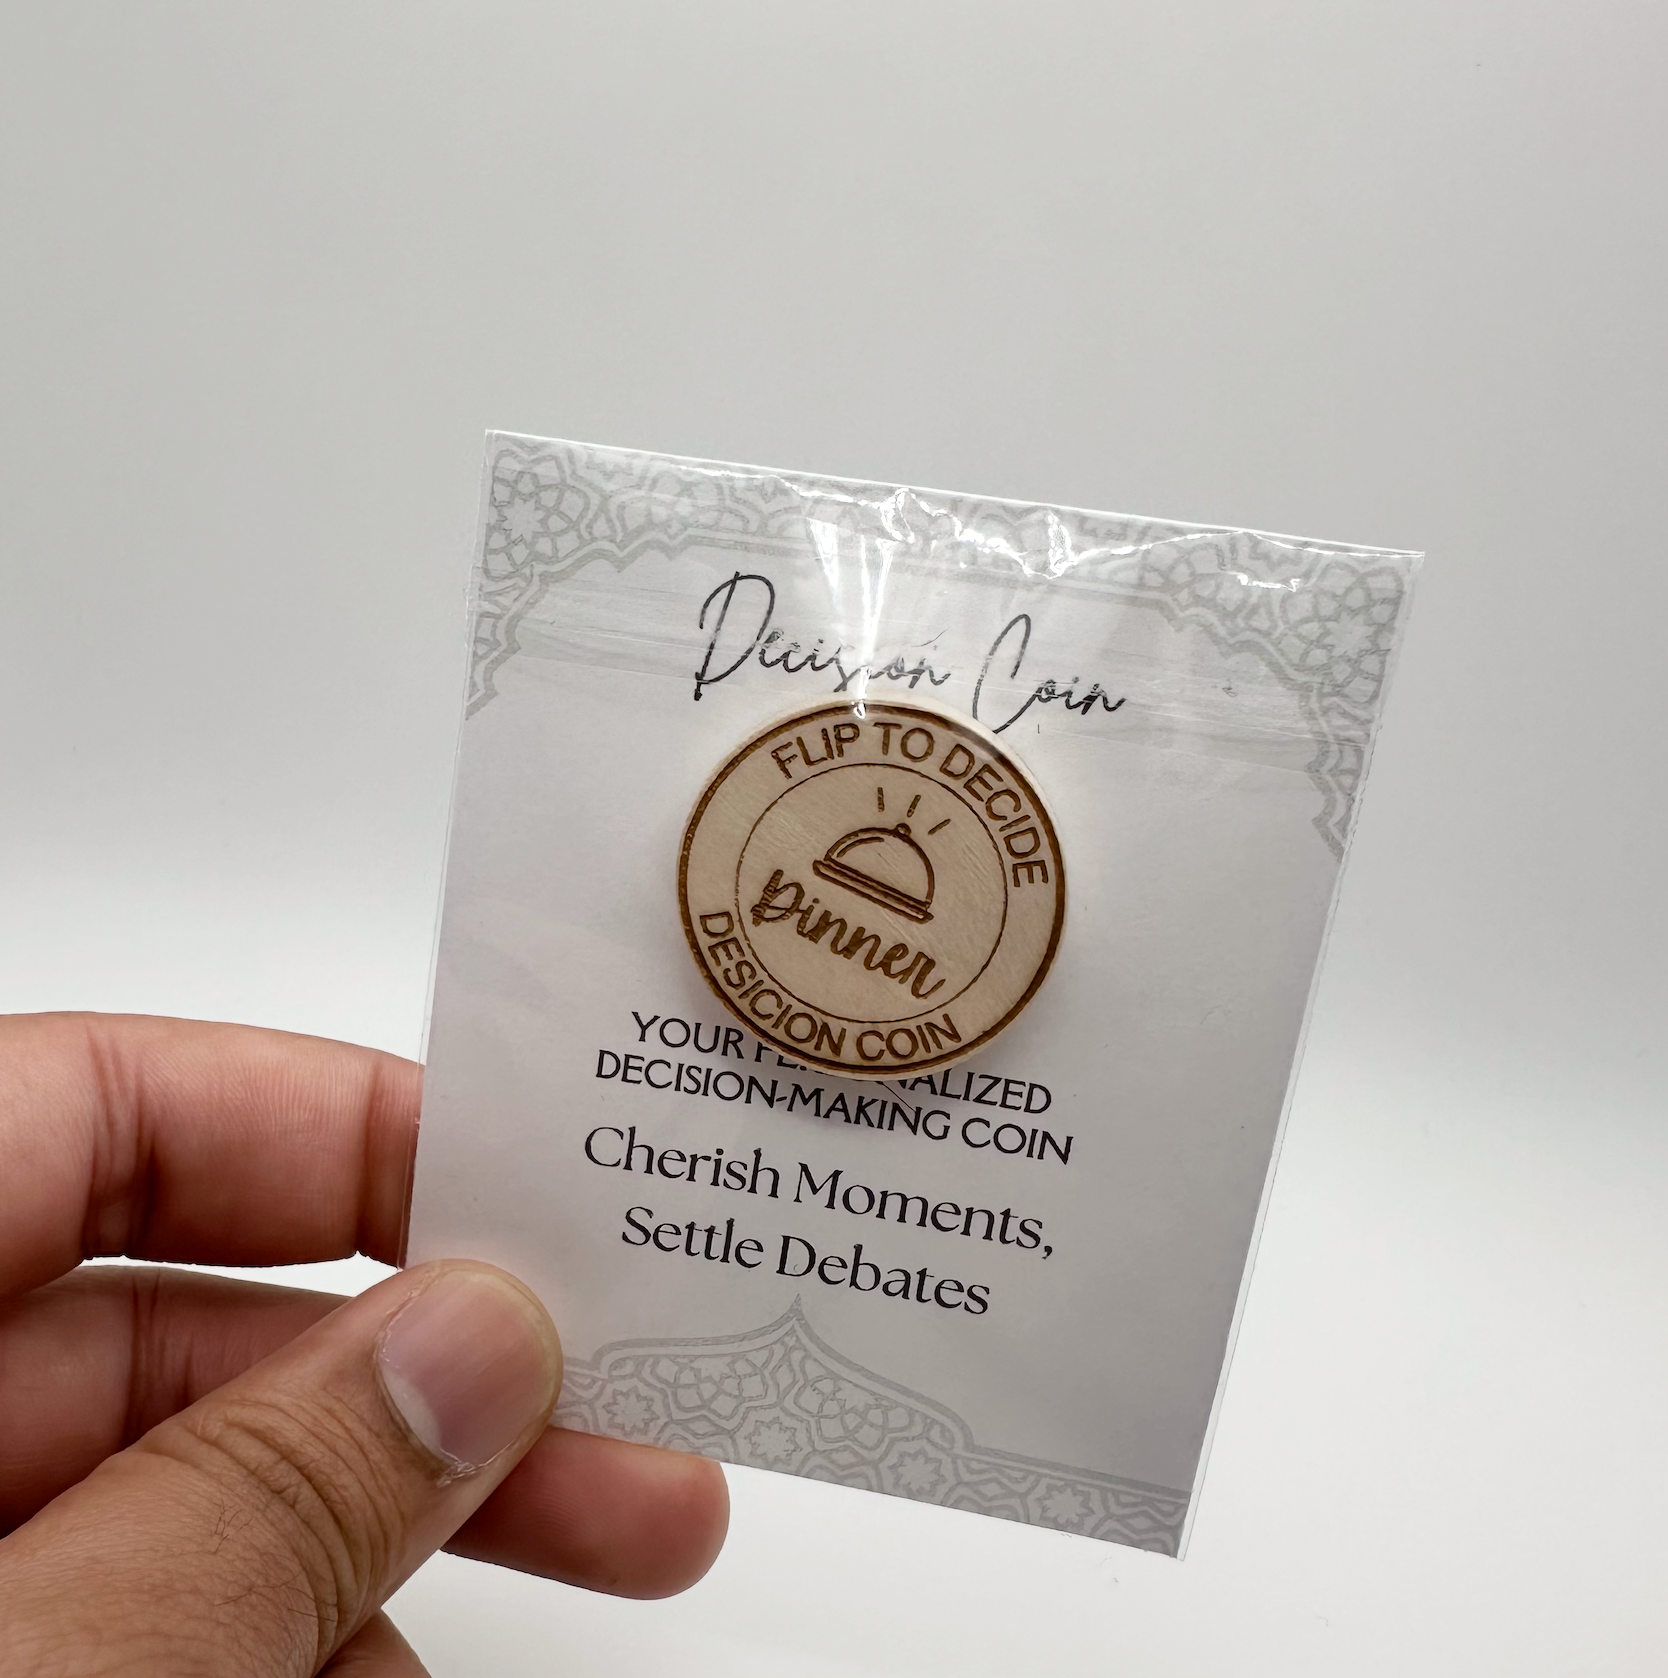 Decision Coin
FLIP TO DECIDE
Dinner
DESICION COIN
YOUR PERSONALIZED
DECISION-MAKING COIN
Cherish Moments,
Settle Debates